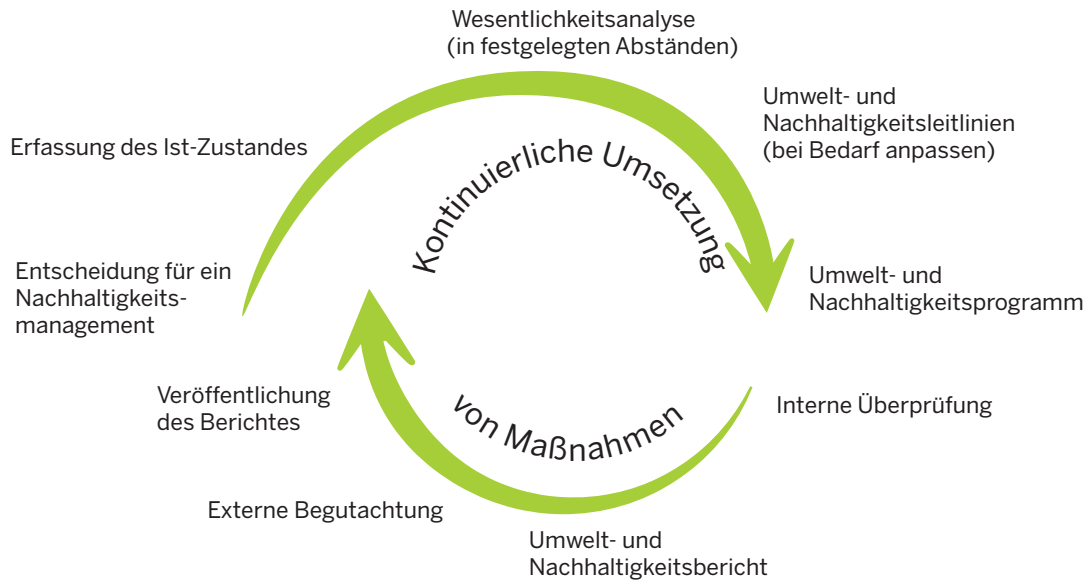 Wesentlichkeitsanalyse
(in festgelegten Abständen)
Umwelt- und
Nachhaltigkeitsleitlinien
(bei Bedarf anpassen)
Erfassung des Ist-Zustandes
Kontinuierliche Umsetzung
Entscheidung für ein
Nachhaltigkeits-
management
Umwelt- und
Nachhaltigkeitsprogramm
Veröffentlichung
des Berichtes
von Maßnahmen
Interne Überprüfung
Externe Begutachtung
Umwelt- und
Nachhaltigkeitsbericht